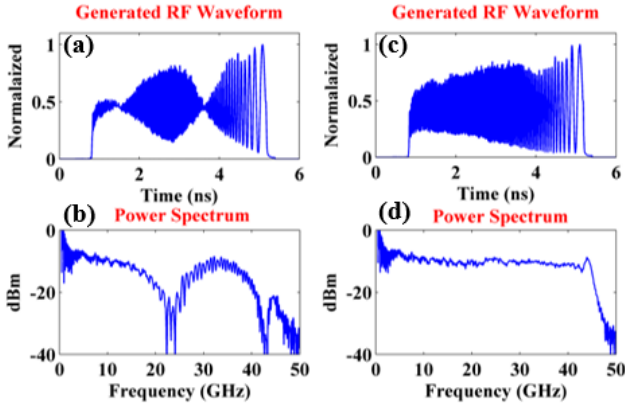 Generated RF Waveform
(a)
Normalaized
1
0.5
0
0 2 4 6
Time (ns)
Generated RF Waveform
(c)
Normalaized
1
0.5
0
0 2 4 6
Time (ns)
(b)
Power Spectrum
dBm
0
-20
-40
0 10 20 30 40 50
Frequency (GHz)
(d)
Power Spectrum
dBm
0
-20
-40
0 10 20 30 40 50
Frequency (GHz)